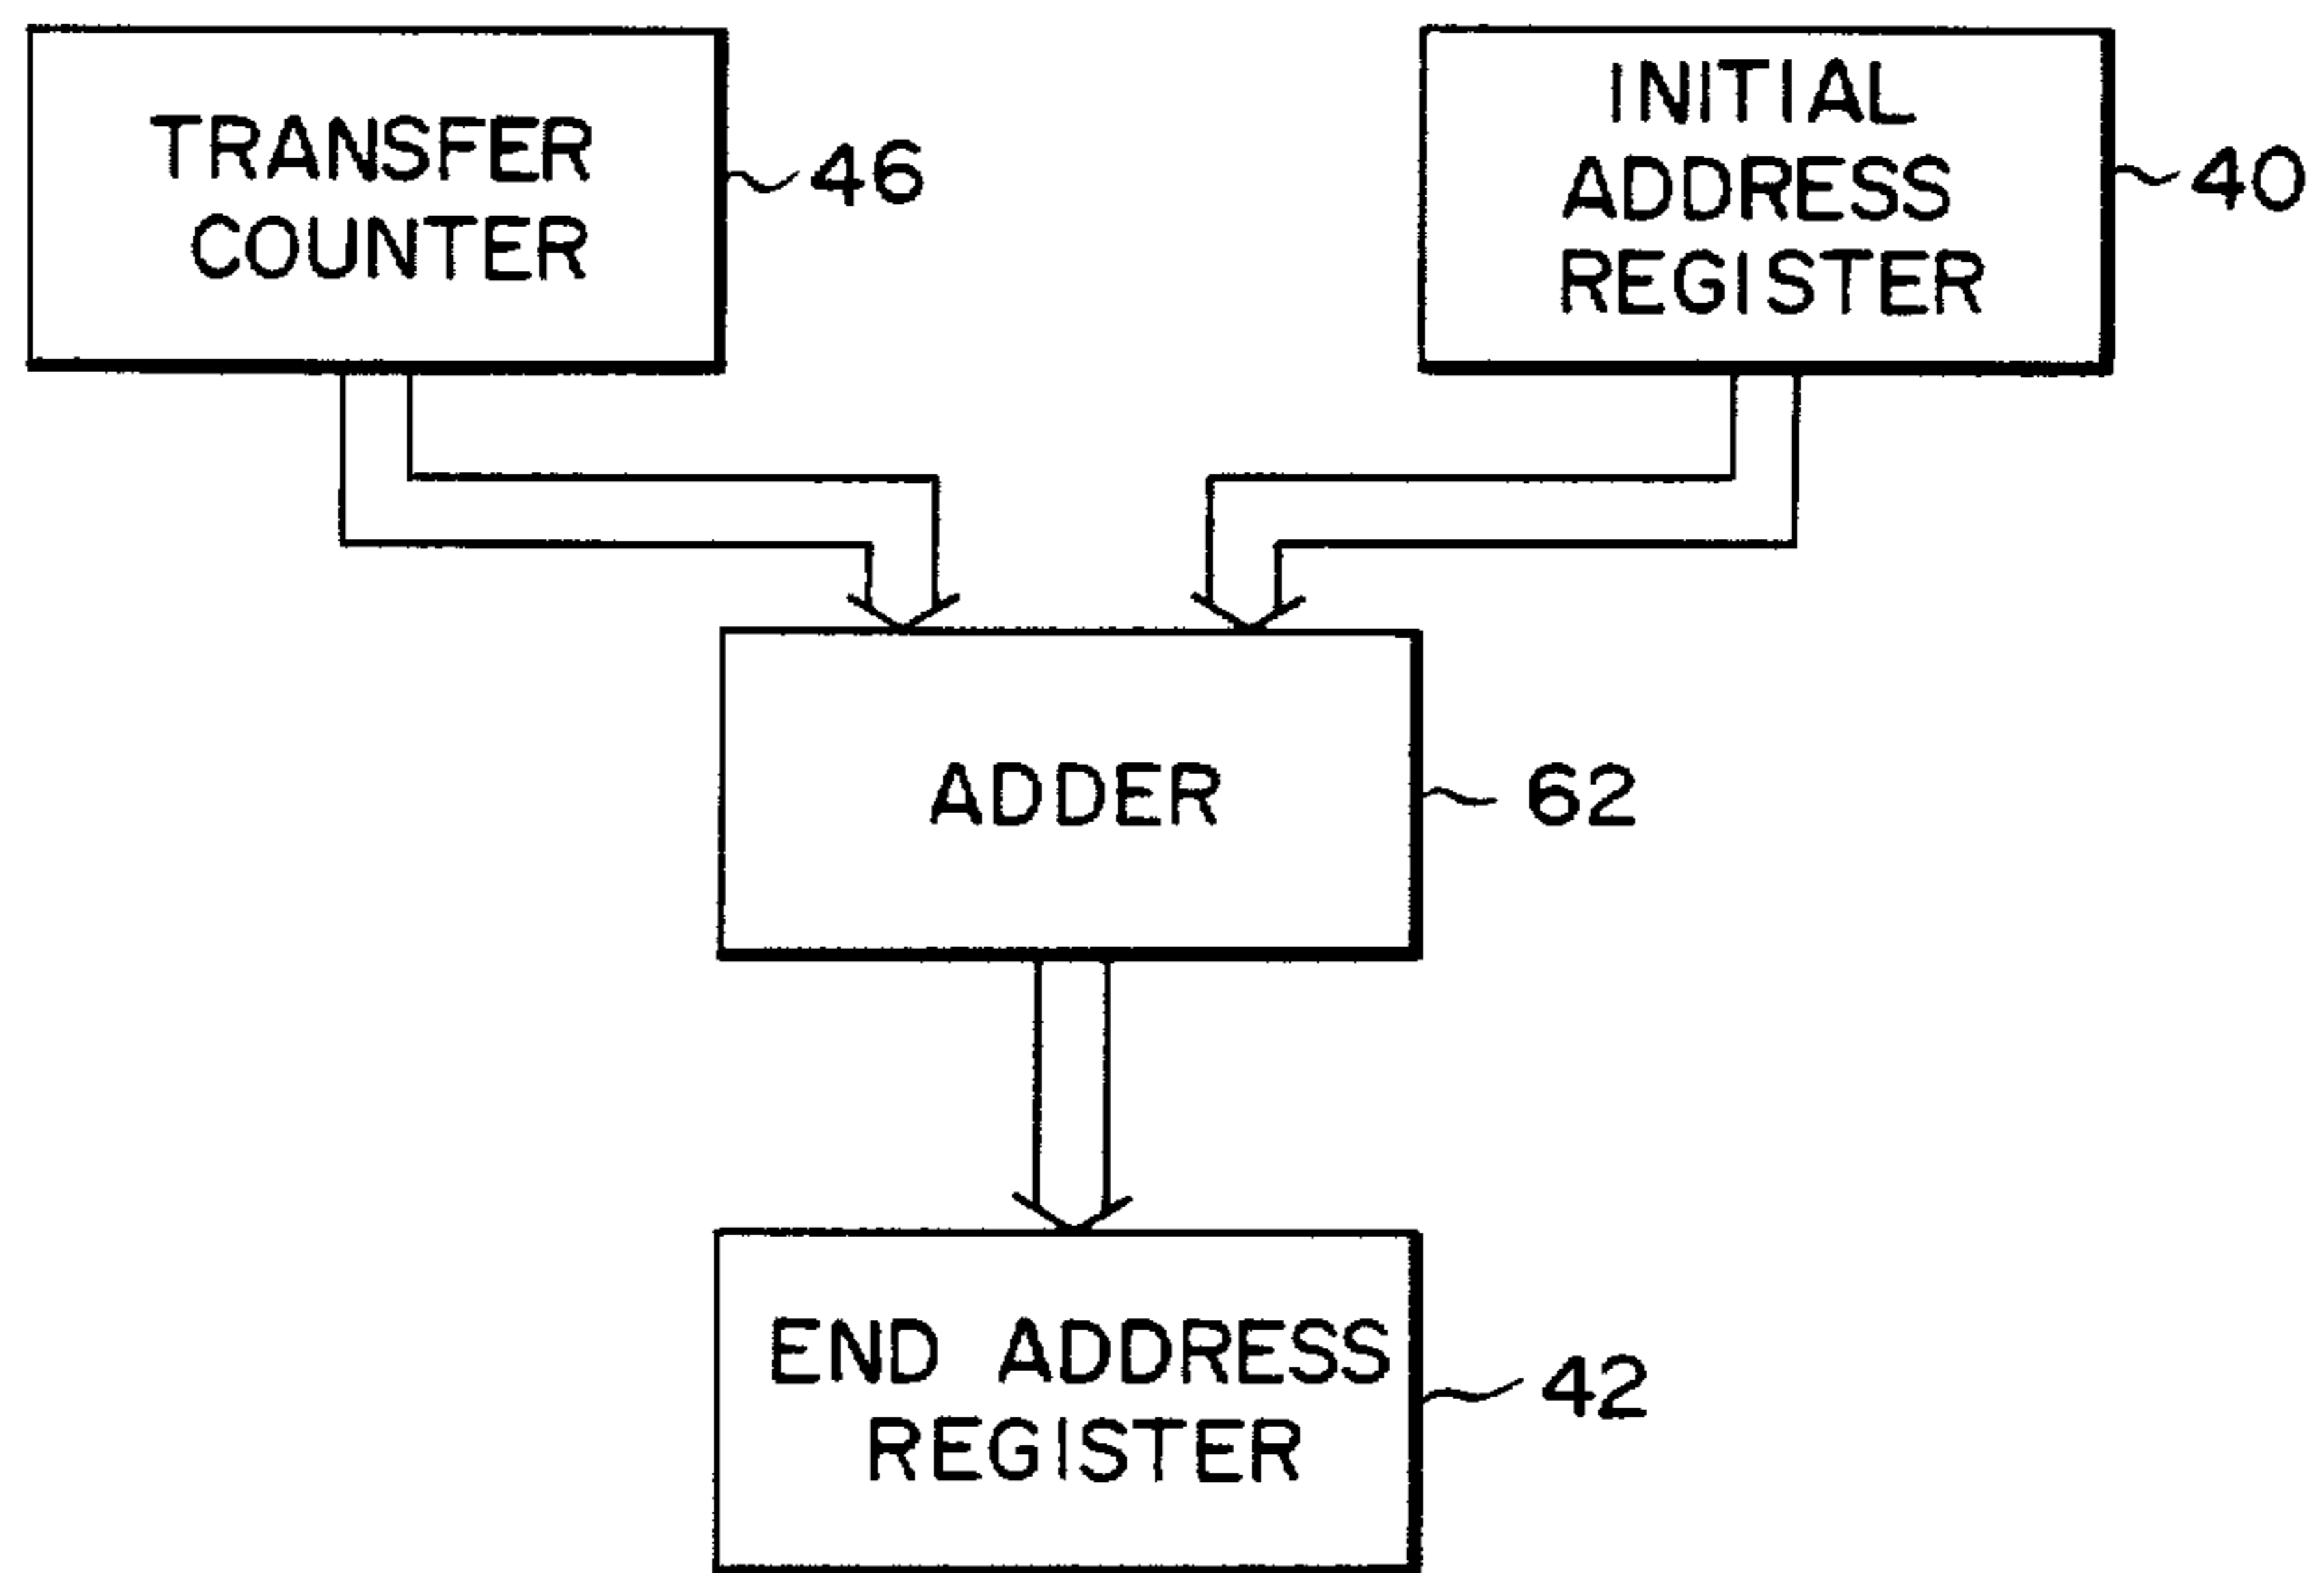 TRANSFER
COUNTER
46
INITIAL
ADDRESS
REGISTER
40
ADDER
62
END ADDRESS
REGISTER
42